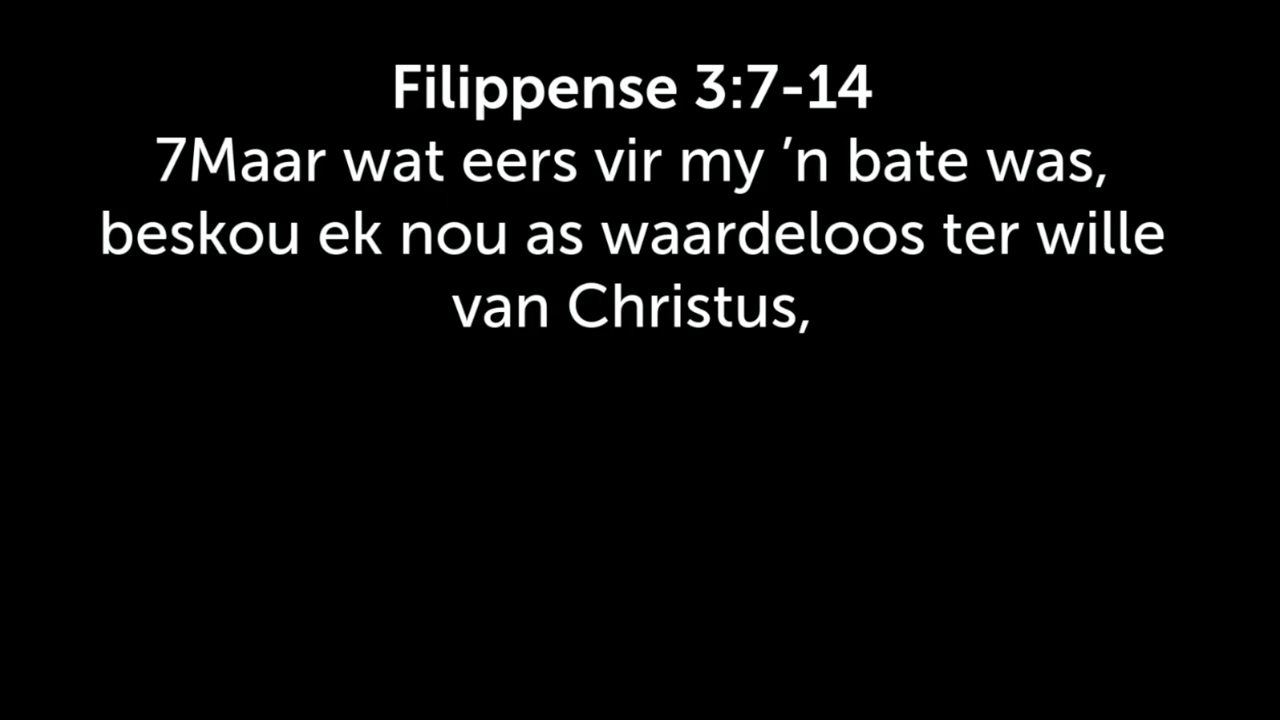 Filippense 3:7-14
7Maar wat eers vir my ’n bate was,
beskou ek nou as waardeloos ter wille
van Christus,